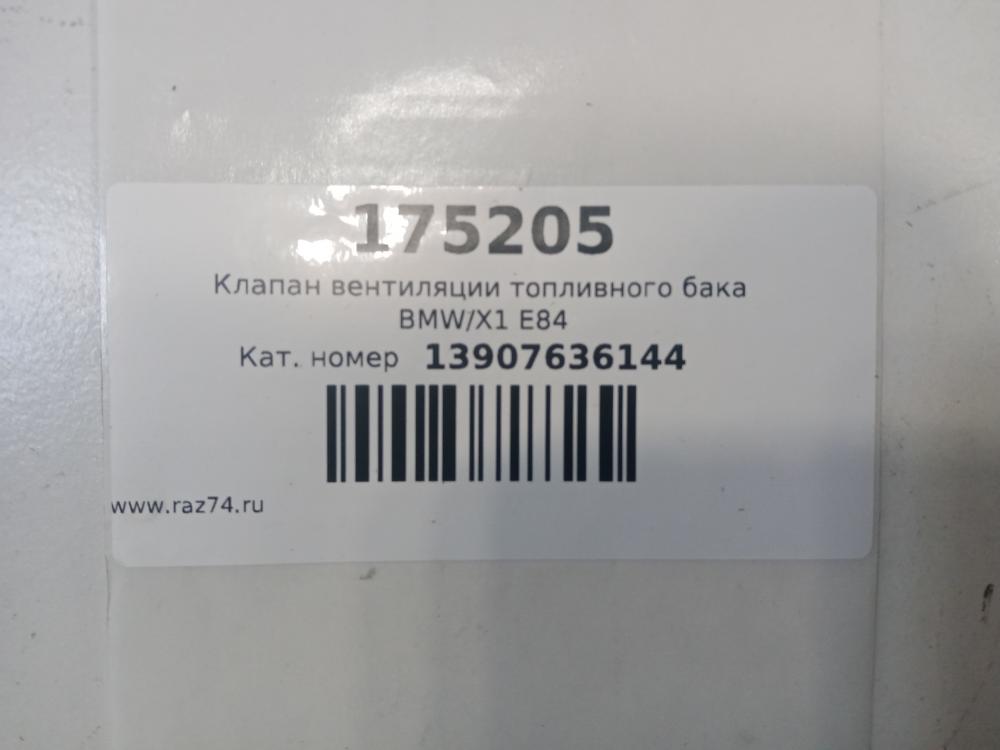 175205
Клапан вентиляции топливного бака
BMW/X1 E84
Кат. номер 13907636144
www.raz74.ru